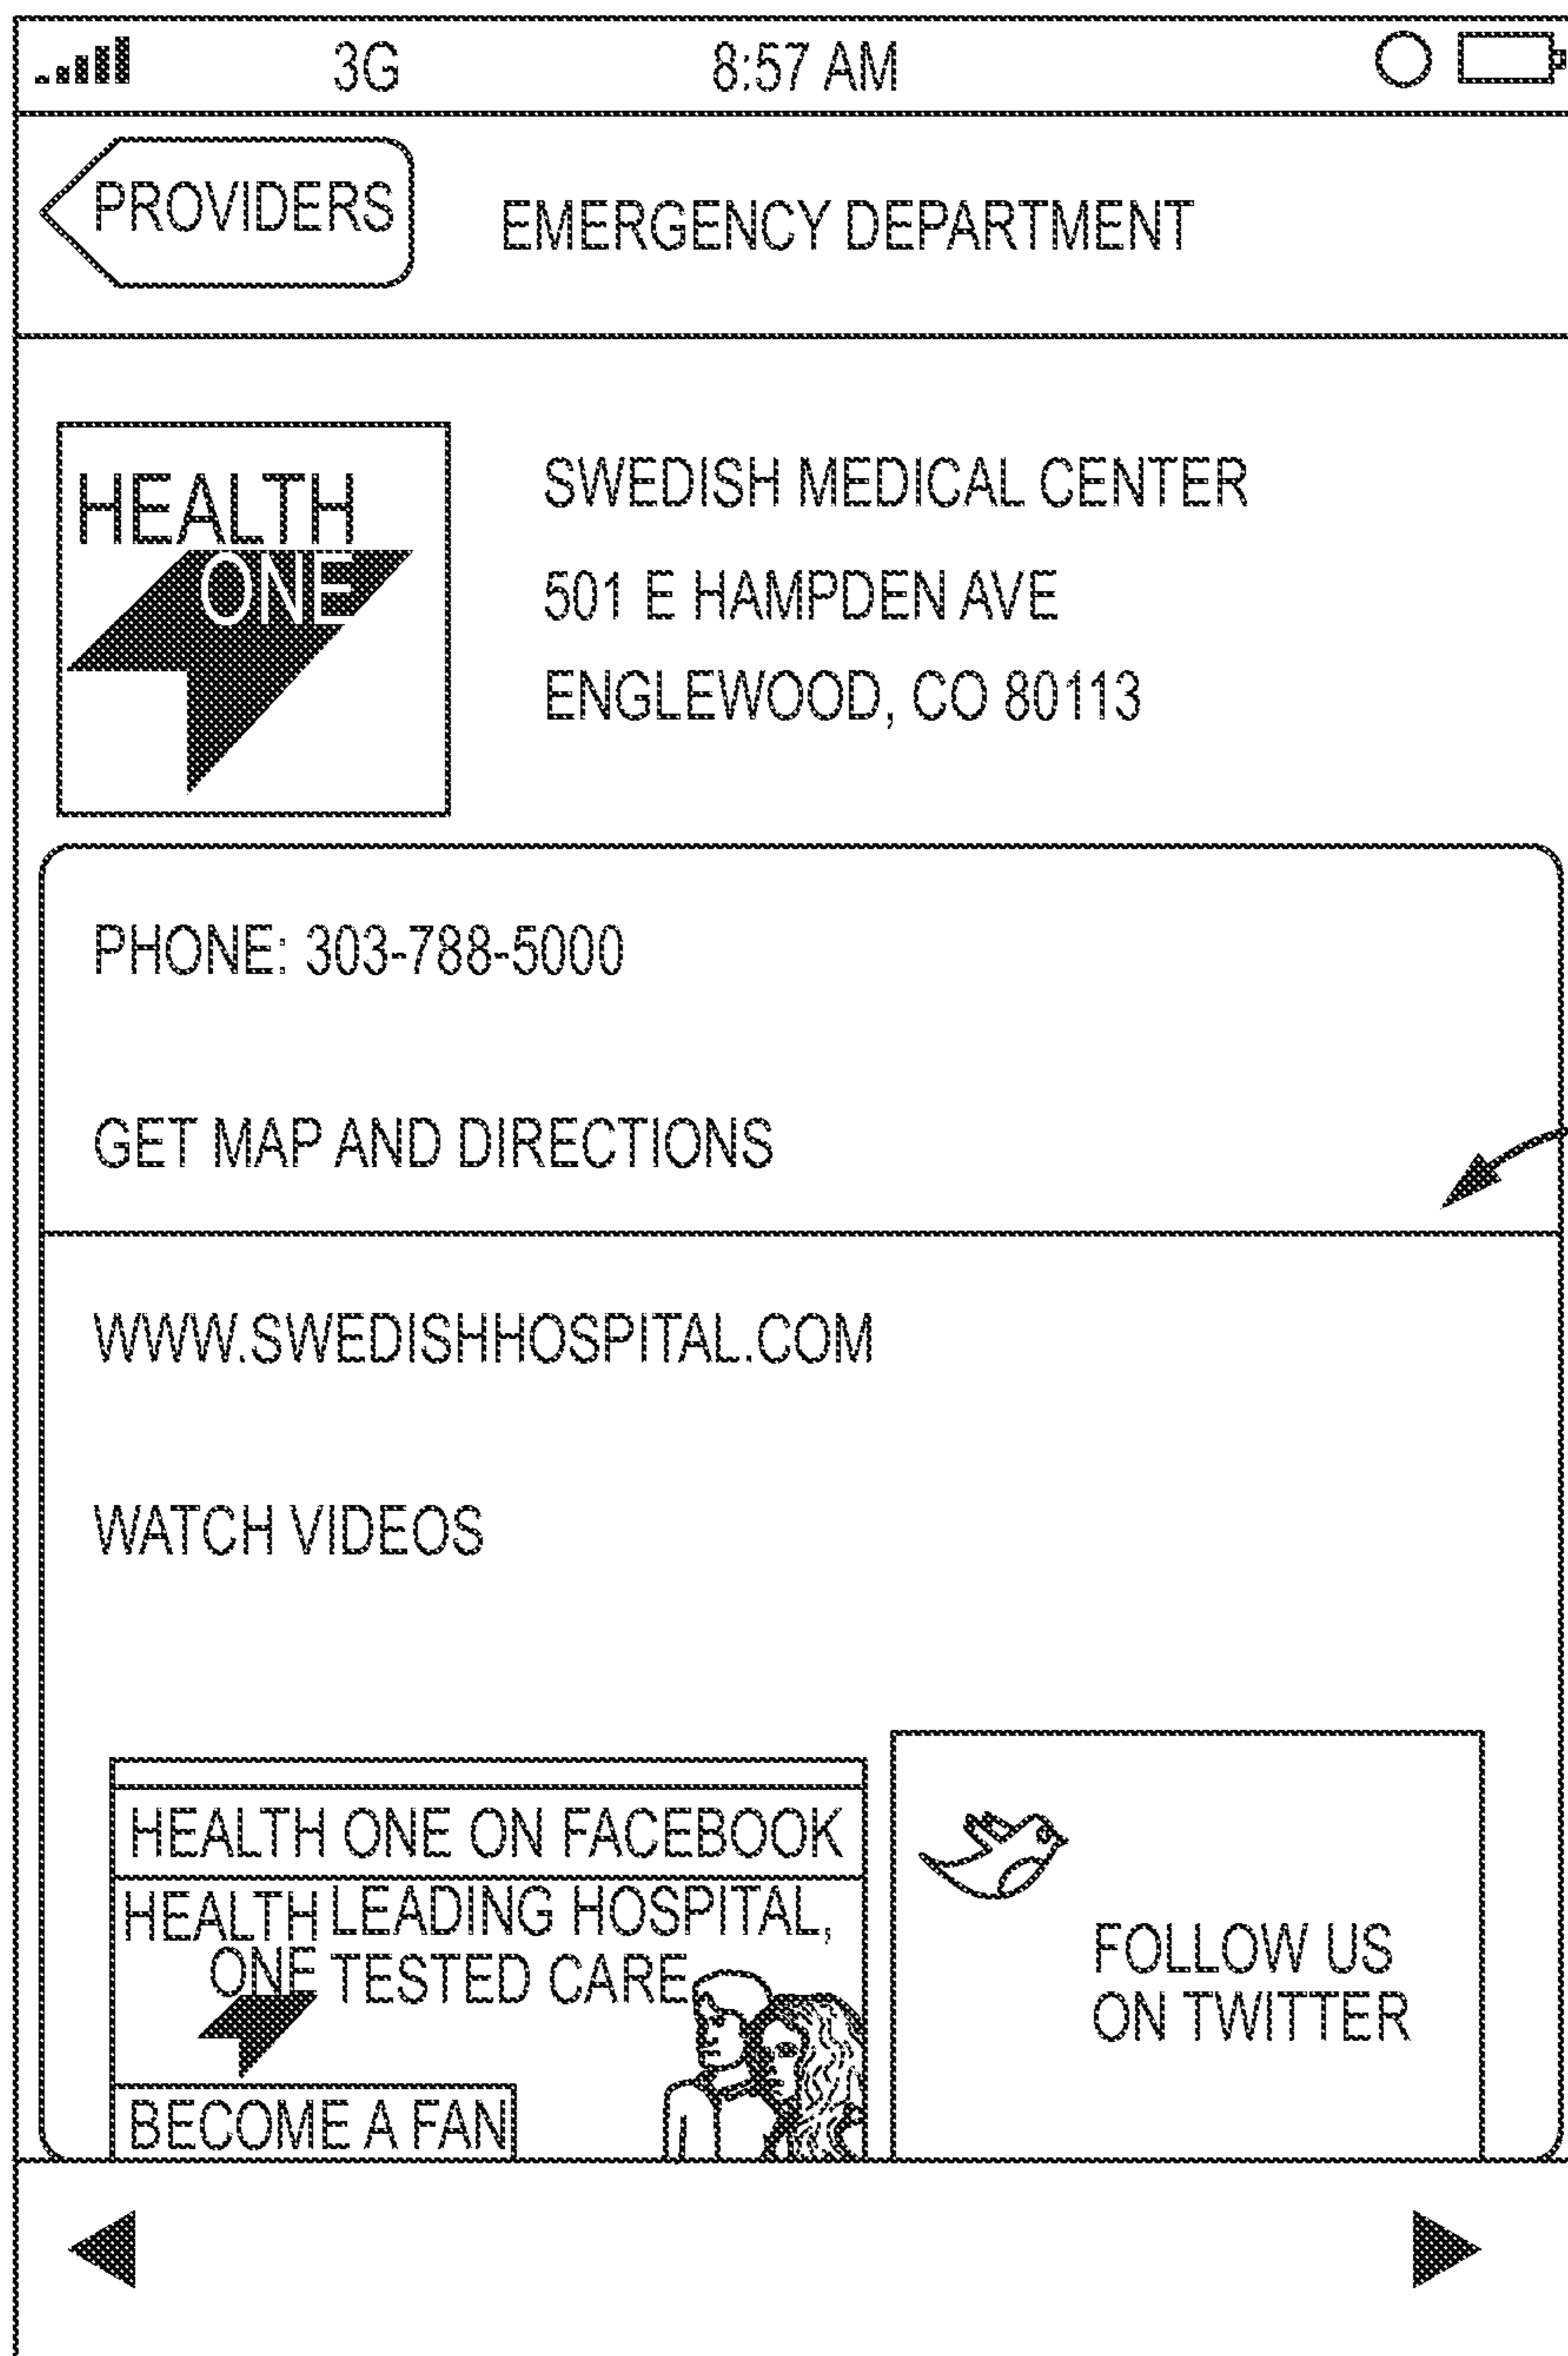 3G 8:57 AM
PROVIDERS
EMERGENCY DEPARTMENT
HEALTH
ONE
SWEDISH MEDICAL CENTER
501 E HAMPDEN AVE
ENGLEWOOD, CO 80113
PHONE: 303-788-5000
GET MAP AND DIRECTIONS
WWW.SWEDISHHOSPITAL.COM
WATCH VIDEOS
HEALTH ONE ON FACEBOOK
HEALTH
ONE
LEADING HOSPITAL,
TESTED CARE
BECOME A FAN
FOLLOW US
ON TWITTER